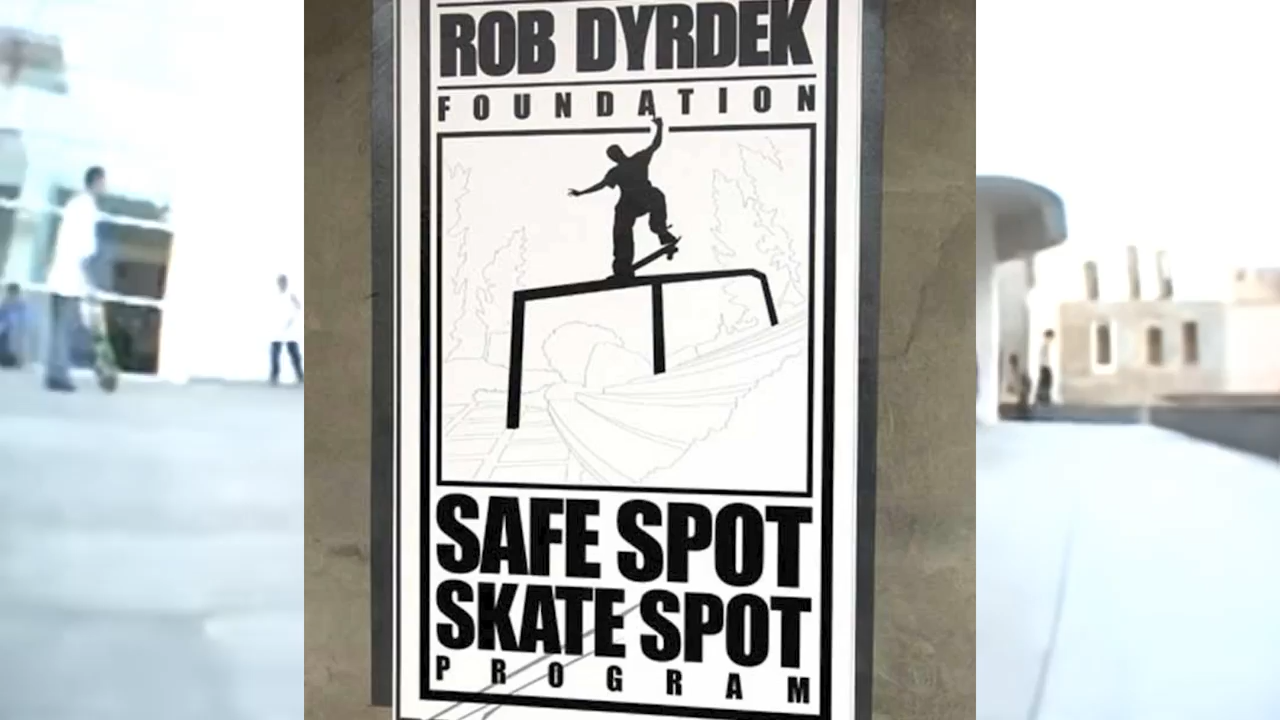 ROB DYRDEK
FOUNDATION
SAFE SPOT
SKATE SPOT
PROGRAM